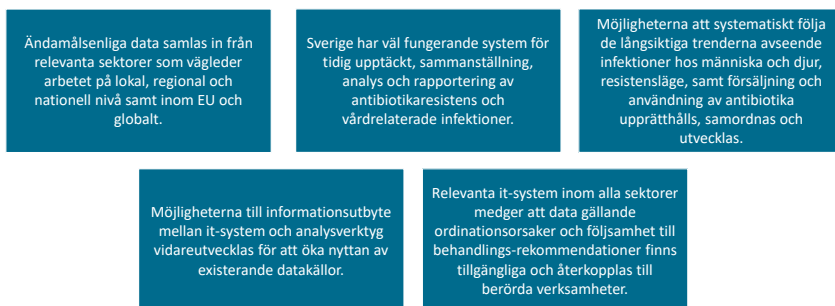 Ändamålsenliga data samlas in från
relevanta sektorer som vägleder
arbetet på lokal, regional och
nationell nivå samt inom EU och
globalt.
Sverige har väl fungerande system för
tidig upptäckt, sammanställning,
analys och rapportering av
antibiotikaresistens och
vårdrelaterade infektioner.
Möjligheterna att systematiskt följa
de långsiktiga trenderna avseende
infektioner hos människa och djur,
resistensläge, samt försäljning och
användning av antibiotika
upprätthålls, samordnas och
utvecklas.
Möjligheterna till informationsutbyte
mellan it-system och analysverktyg
vidareutvecklas för att öka nyttan av
existerande datakällor.
Relevanta it-system inom alla sektorer
medger att data gällande
ordinationsorsaker och följsamhet till
behandlings-rekommendationer finns
tillgängliga och återkopplas till
berörda verksamheter.